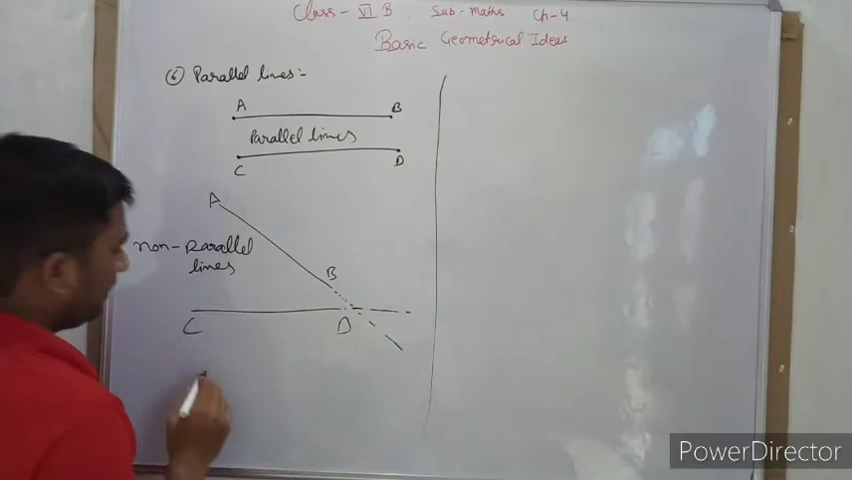 Class - VI B Sub - Maths Ch-4
Basic Geometrical Ideas
⑥ Parallel lines:-
A B
Parallel lines
C D
A
non-Parallel
lines
B
C D
PowerDirector